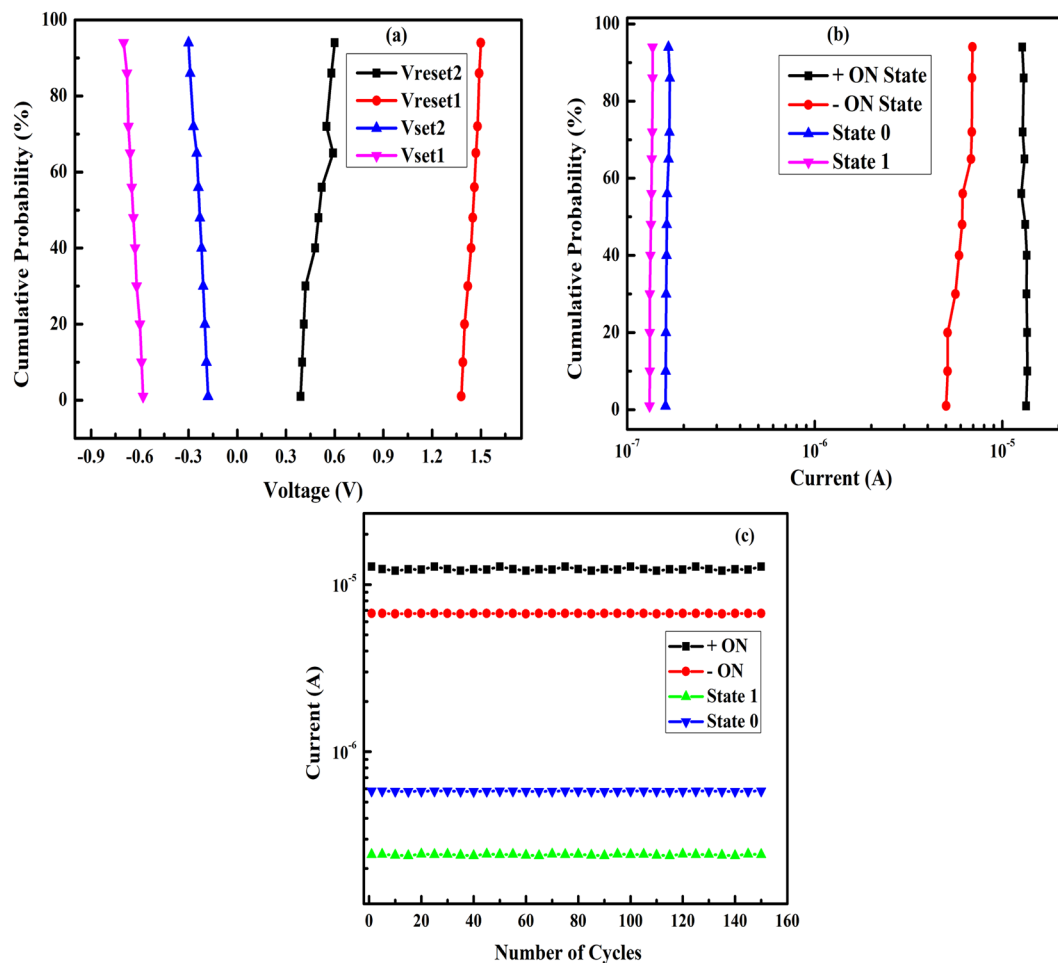 (a)
Vreset2
Vreset1
Vset2
Vset1
Cumulative Probability (%)
100
80
60
40
20
0
-0.9 -0.6 -0.3 0.0 0.3 0.6 0.9 1.2 1.5
Voltage (V)
(b)
+ ON State
- ON State
State 0
State 1
Cumulative Probability (%)
100
80
60
40
20
0
10-7 10-6 10-5
Current (A)
(c)
+ ON
- ON
State 1
State 0
Current (A)
10-5
10-6
0 20 40 60 80 100 120 140 160
Number of Cycles